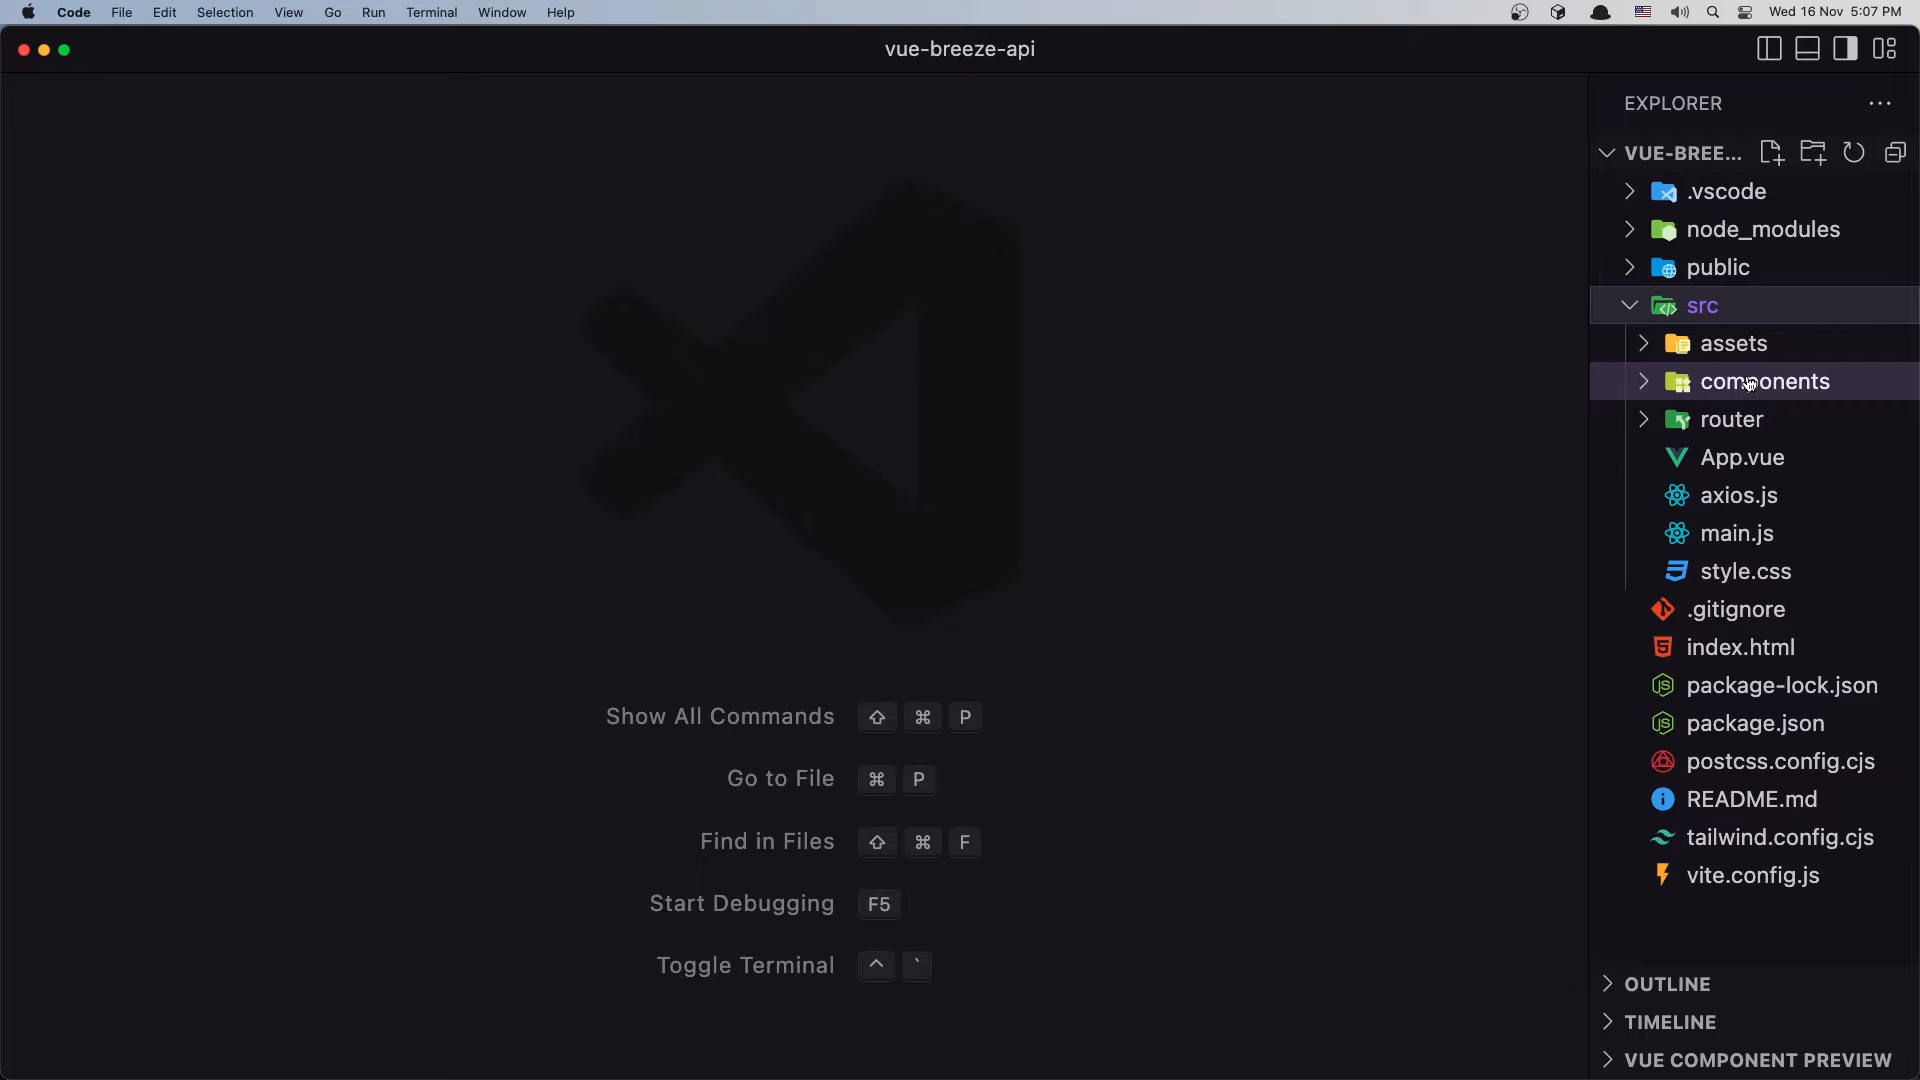 Code File Edit Selection View Go Run Terminal Window Help Wed 16 Nov 5:07 PM
vue-breeze-api
EXPLORER
VUE-BREE...
.vscode
node_modules
public
src
assets
components
router
App.vue
axios.js
main.js
style.css
.gitignore
index.html
package-lock.json
package.json
postcss.config.cjs
README.md
tailwind.config.cjs
vite.config.js
OUTLINE
TIMELINE
VUE COMPONENT PREVIEW
Show All Commands ⇧ ⌘ P
Go to File ⌘ P
Find in Files ⇧ ⌘ F
Start Debugging F5
Toggle Terminal ^ `